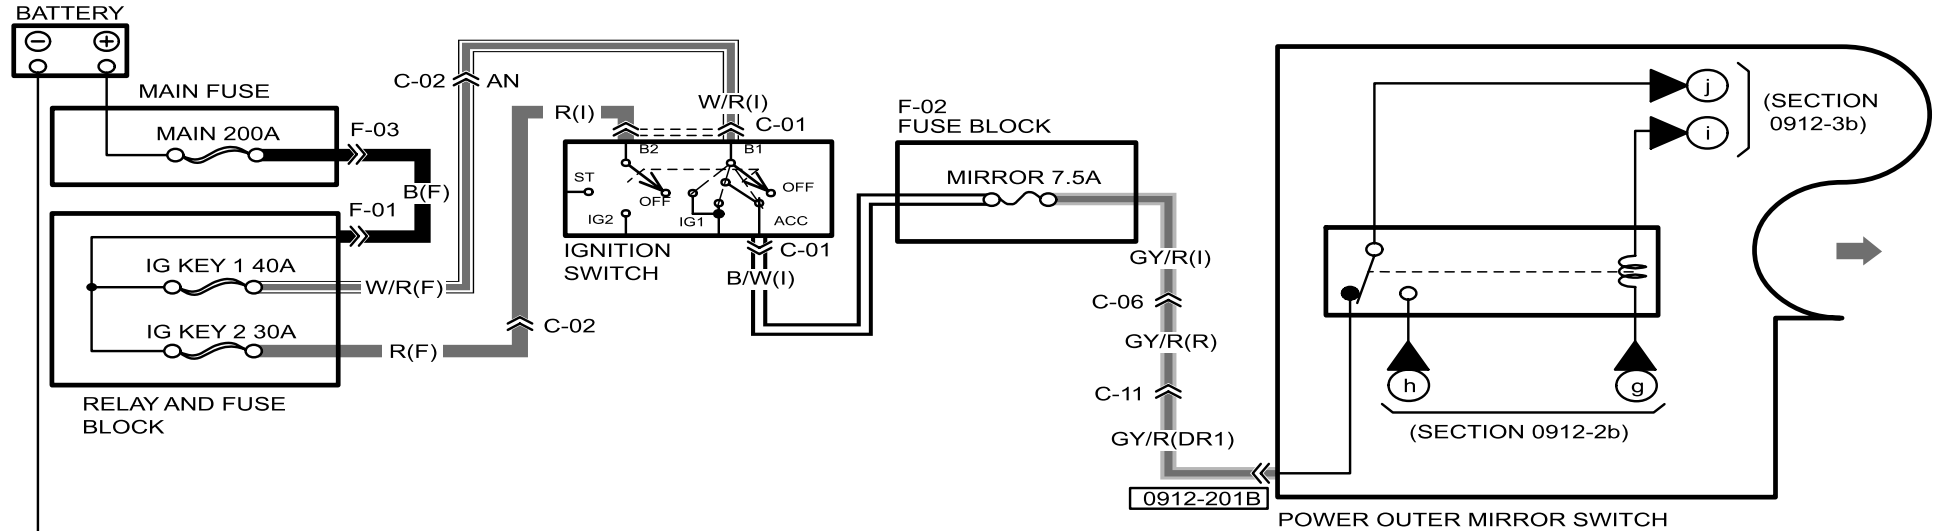 BATTERY
MAIN FUSE
MAIN 200A
F-03
B(F)
F-01
IG KEY 1 40A
W/R(F)
IG KEY 2 30A
R(F)
RELAY AND FUSE
BLOCK
C-02
AN
R(I)
C-02
W/R(I)
C-01
B2
B1
ST
OFF
OFF
IG2
IG1
ACC
IGNITION
SWITCH
C-01
B/W(I)
F-02
FUSE BLOCK
MIRROR 7.5A
GY/R(I)
C-06
GY/R(R)
C-11
GY/R(DR1)
0912-201B
j
i
(SECTION
0912-3b)
h
g
(SECTION 0912-2b)
POWER OUTER MIRROR SWITCH